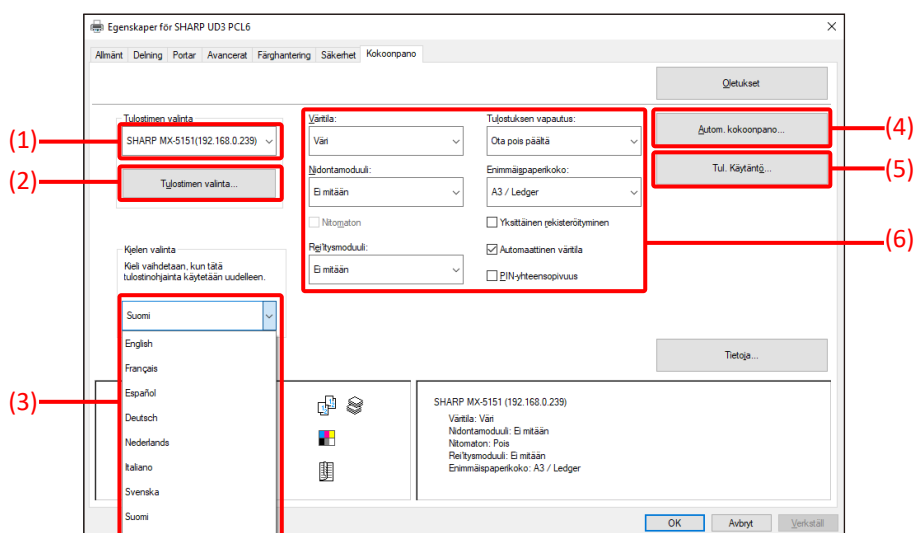 Egenskaper för SHARP UD3 PCL6
Allmänt Delning Portar Avancerat Färghantering Säkerhet Kokoonpano
Oletukset
Tulostimen valinta
SHARP MX-5151(192.168.0.239)
(1)
Tulostimen valinta...
(2)
Väritila:
Väri
Tulostuksen vapautus:
Ota pois päältä
Nidontamoduuli:
Ei mitään
Enimmäispaperikoko:
A3 / Ledger
Nitomaton
Yksittäinen rekisteröityminen
Rei'itysmoduuli:
Ei mitään
Automaattinen väritila
PIN-yhteensopivuus
Autom. kokoonpano...
(4)
Tul. Käytäntö...
(5)
(6)
Kielen valinta
Kieli vaihdetaan, kun tätä
tulostinohjainta käytetään uudelleen.
Suomi
English
Français
Español
Deutsch
Nederlands
Italiano
Svenska
Suomi
(3)
Tietoja...
SHARP MX-5151 (192.168.0.239)
Väritila: Väri
Nidontamoduuli: Ei mitään
Nitomaton: Pois
Rei'itysmoduuli: Ei mitään
Enimmäispaperikoko: A3 / Ledger
OK Avbryt Verkställ